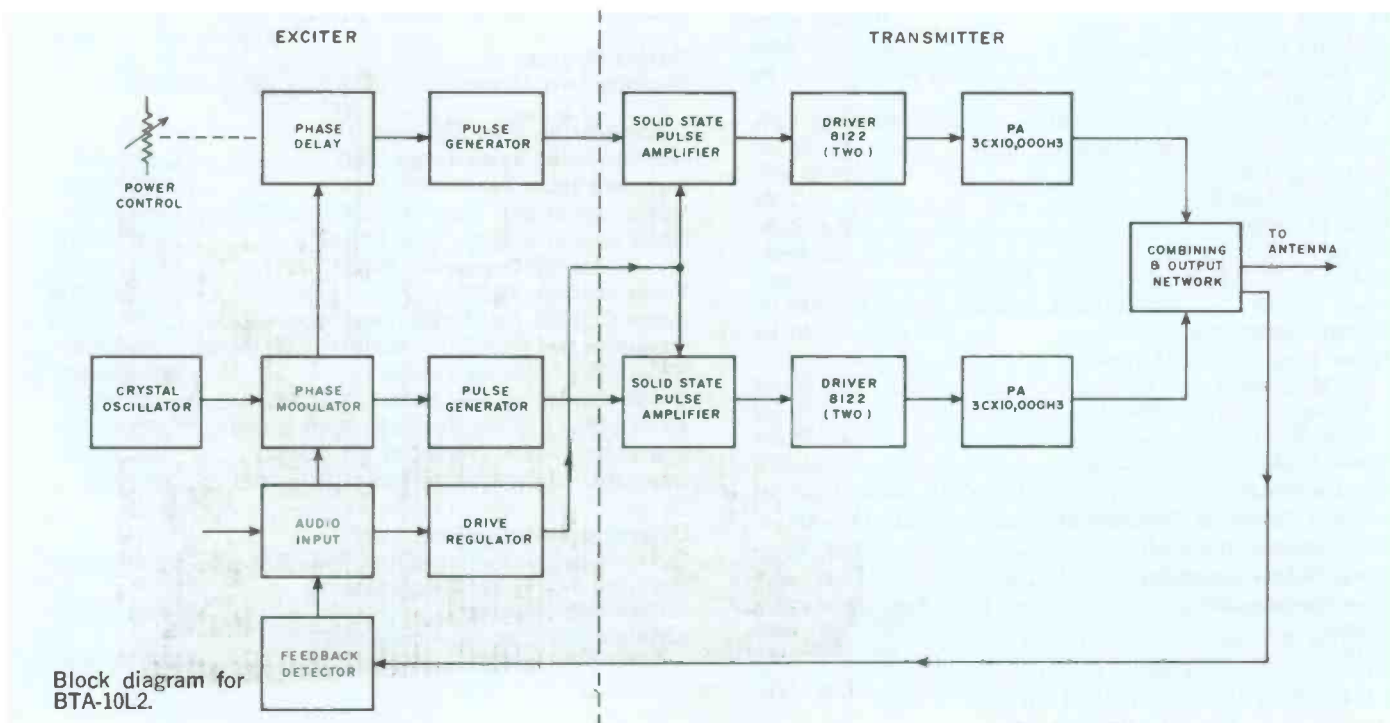 EXCITER
TRANSMITTER
POWER
CONTROL
PHASE
DELAY
PULSE
GENERATOR
SOLID STATE
PULSE
AMPLIFIER
DRIVER
8122
(TWO)
PA
3CX10,000H3
COMBINING
& OUTPUT
NETWORK
TO
ANTENNA
CRYSTAL
OSCILLATOR
PHASE
MODULATOR
PULSE
GENERATOR
SOLID STATE
PULSE
AMPLIFIER
DRIVER
8122
(TWO)
PA
3CX10,000H3
AUDIO
INPUT
DRIVE
REGULATOR
FEEDBACK
DETECTOR
Block diagram for
BTA-10L2.